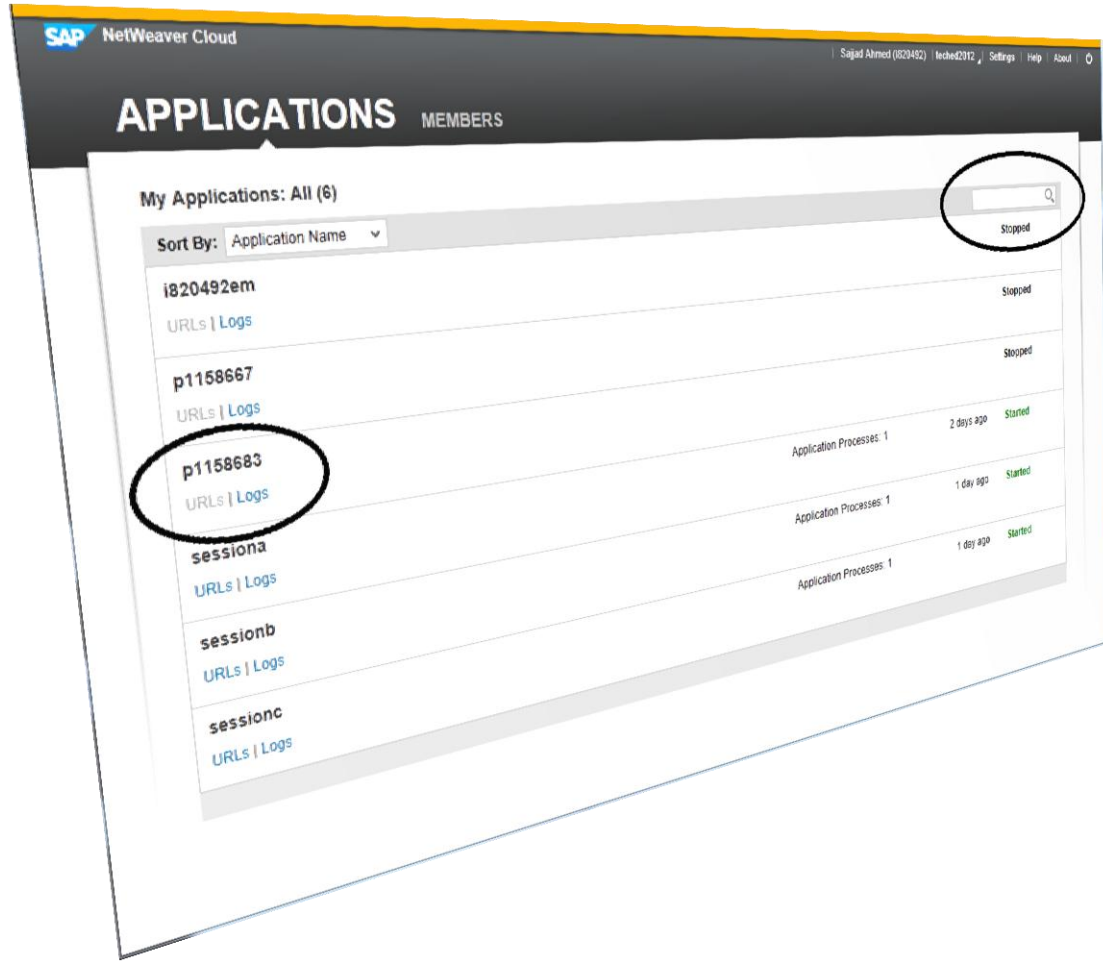 SAP NetWeaver Cloud
Sajjad Ahmed (I820492) | teched2012 | Settings | Help | About
APPLICATIONS MEMBERS
My Applications: All (6)
Sort By: Application Name
i820492em Stopped
URLs | Logs
p1158667 Stopped
URLs | Logs
p1158683 Stopped
URLs | Logs
sessiona Application Processes: 1 2 days ago Started
URLs | Logs
sessionb Application Processes: 1 1 day ago Started
URLs | Logs
sessionc Application Processes: 1 1 day ago Started
URLs | Logs